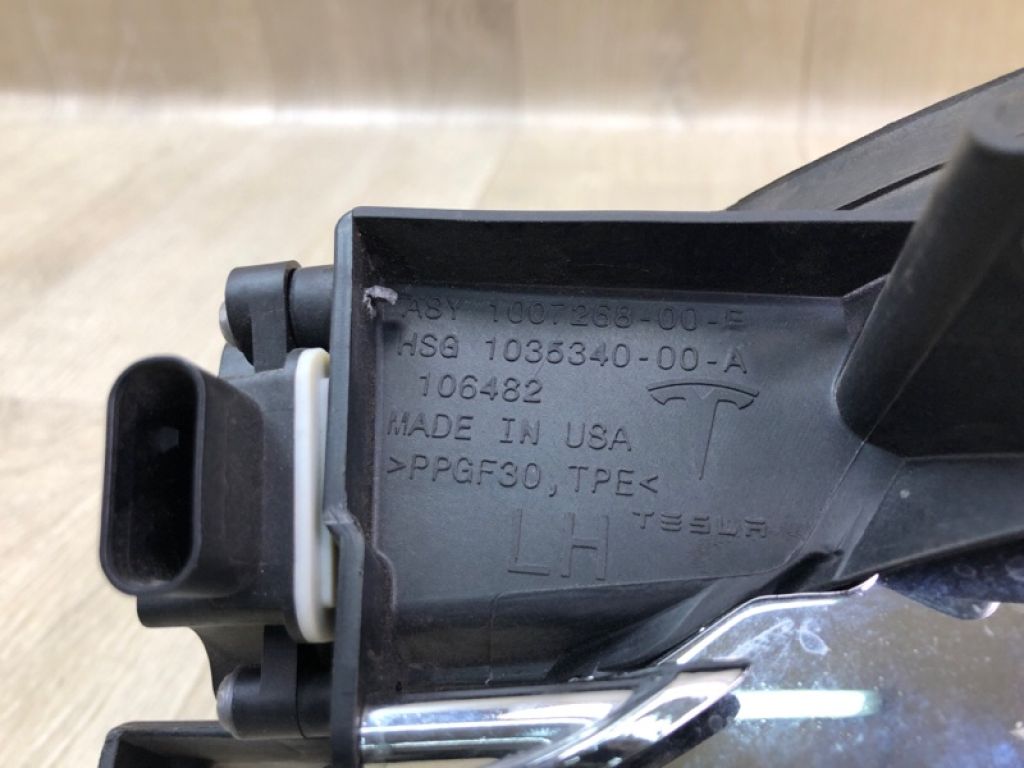 ASY 1007268-00-E
HSG 1035340-00-A
106482
MADE IN USA
>PPGF30,TPE<
LH TESLA